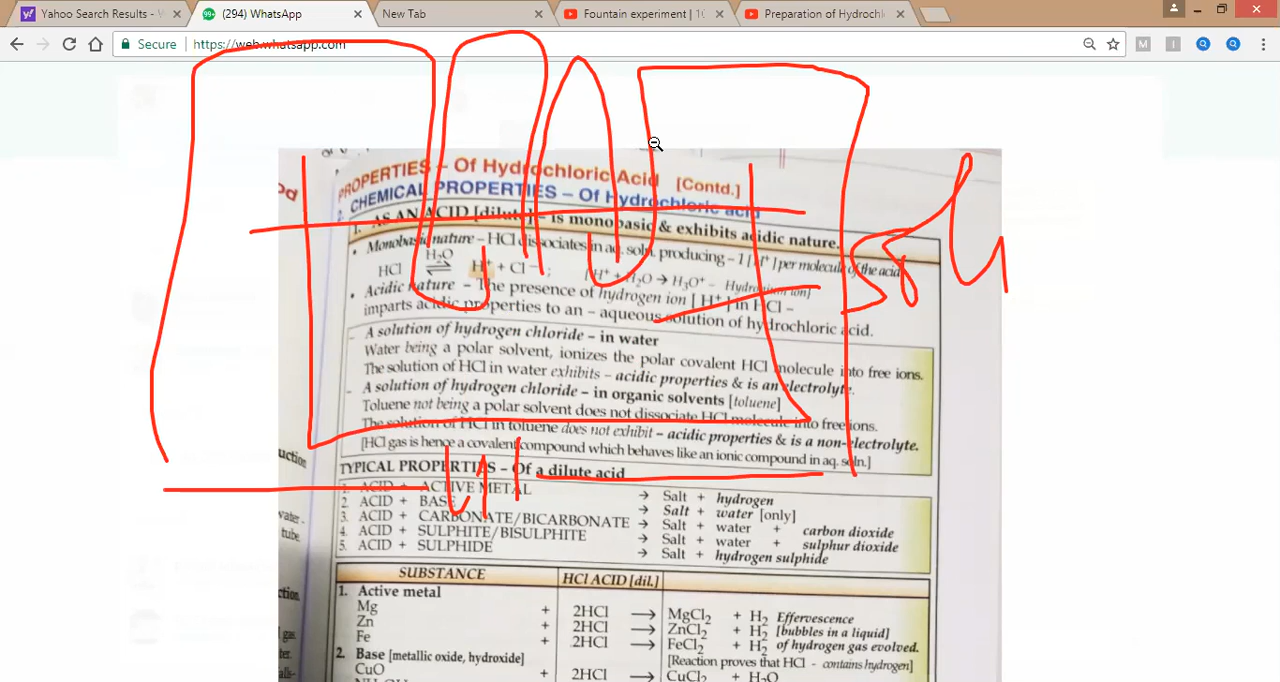 Yahoo Search Results -
(294) WhatsApp
New Tab
Fountain experiment | 1
Preparation of Hydrochl
Secure
https://web.whatsapp.com
PROPERTIES – Of Hydrochloric Acid [Contd.]
2. CHEMICAL PROPERTIES – Of Hydrochloric acid
1. AS AN ACID [dilute] – is monobasic & exhibits acidic nature.
• Monobasic nature – HCl dissociates in aq. soln. producing – 1 [H⁺] per molecule of the acid
HCl ⇌ H⁺ + Cl – ; [H⁺ + H₂O → H₃O⁺ – Hydronium ion]
H₂O
• Acidic nature – The presence of hydrogen ion [H⁺] in HCl –
imparts acidic properties to an – aqueous solution of hydrochloric acid.
- A solution of hydrogen chloride – in water
Water being a polar solvent, ionizes the polar covalent HCl molecule into free ions.
The solution of HCl in water exhibits – acidic properties & is an electrolyte.
- A solution of hydrogen chloride – in organic solvents [toluene]
Toluene not being a polar solvent does not dissociate HCl molecule into free ions.
The solution of HCl in toluene does not exhibit – acidic properties & is a non-electrolyte.
[HCl gas is hence a covalent compound which behaves like an ionic compound in aq. soln.]
TYPICAL PROPERTIES – Of a dilute acid
1. ACID + ACTIVE METAL → Salt + hydrogen
2 ACID + BASE → Salt + water [only]
3. ACID + CARBONATE/BICARBONATE → Salt + water + carbon dioxide
4. ACID + SULPHITE/BISULPHITE → Salt + water + sulphur dioxide
5. ACID + SULPHIDE → Salt + hydrogen sulphide
SUBSTANCE HCl ACID [dil.]
1. Active metal
Mg + 2HCl → MgCl₂ + H₂ Effervescence
Zn + 2HCl → ZnCl₂ + H₂ [bubbles in a liquid]
Fe + 2HCl → FeCl₂ + H₂ of hydrogen gas evolved.
2. Base [metallic oxide, hydroxide] [Reaction proves that HCl - contains hydrogen]
CuO + 2HCl → CuCl₂ + H₂O
uction
water-
tube.
ction.
gas
ter.
alls-